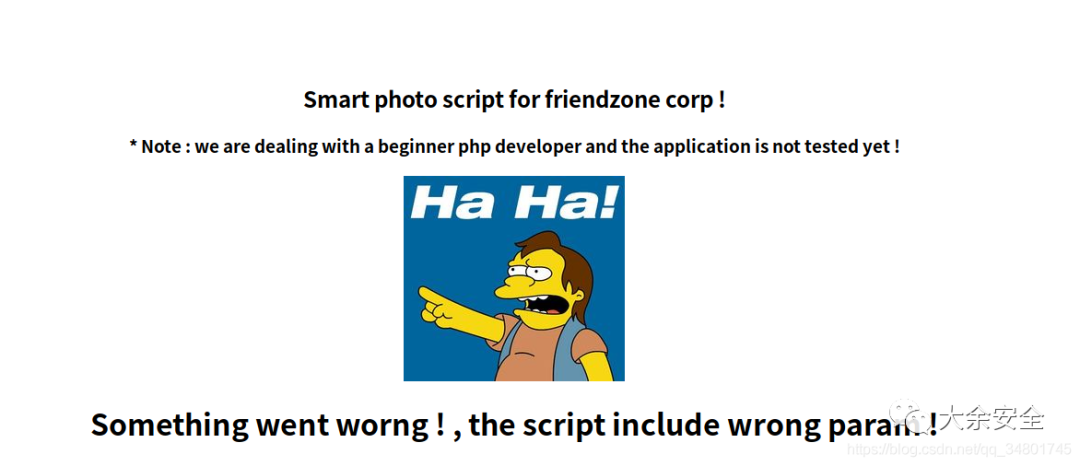 Smart photo script for friendzone corp !
* Note : we are dealing with a beginner php developer and the application is not tested yet !
Ha Ha!
Something went worng ! , the script include wrong param !
大余安全
https://blog.csdn.net/qq_34801745